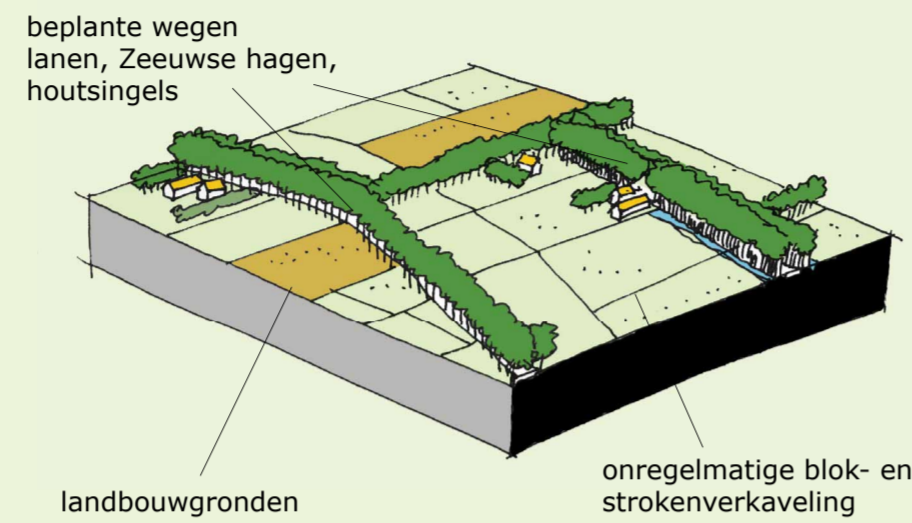 beplante wegen
lanen, Zeeuwse hagen,
houtsingels
landbouwgronden
onregelmatige blok- en
strokenverkaveling